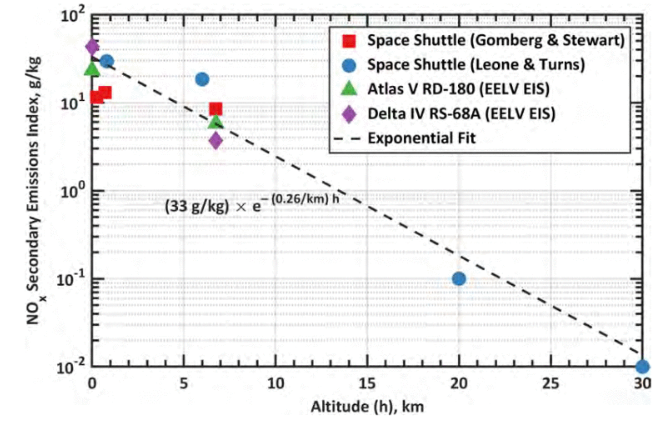 10²
10¹
10⁰
10⁻¹
10⁻²
NOₓ Secondary Emissions Index, g/kg
Space Shuttle (Gomberg & Stewart)
Space Shuttle (Leone & Turns)
Atlas V RD-180 (EELV EIS)
Delta IV RS-68A (EELV EIS)
Exponential Fit
(33 g/kg) × e⁻⁽⁰·²⁶/ᵏᵐ⁾ ʰ
0 5 10 15 20 25 30
Altitude (h), km